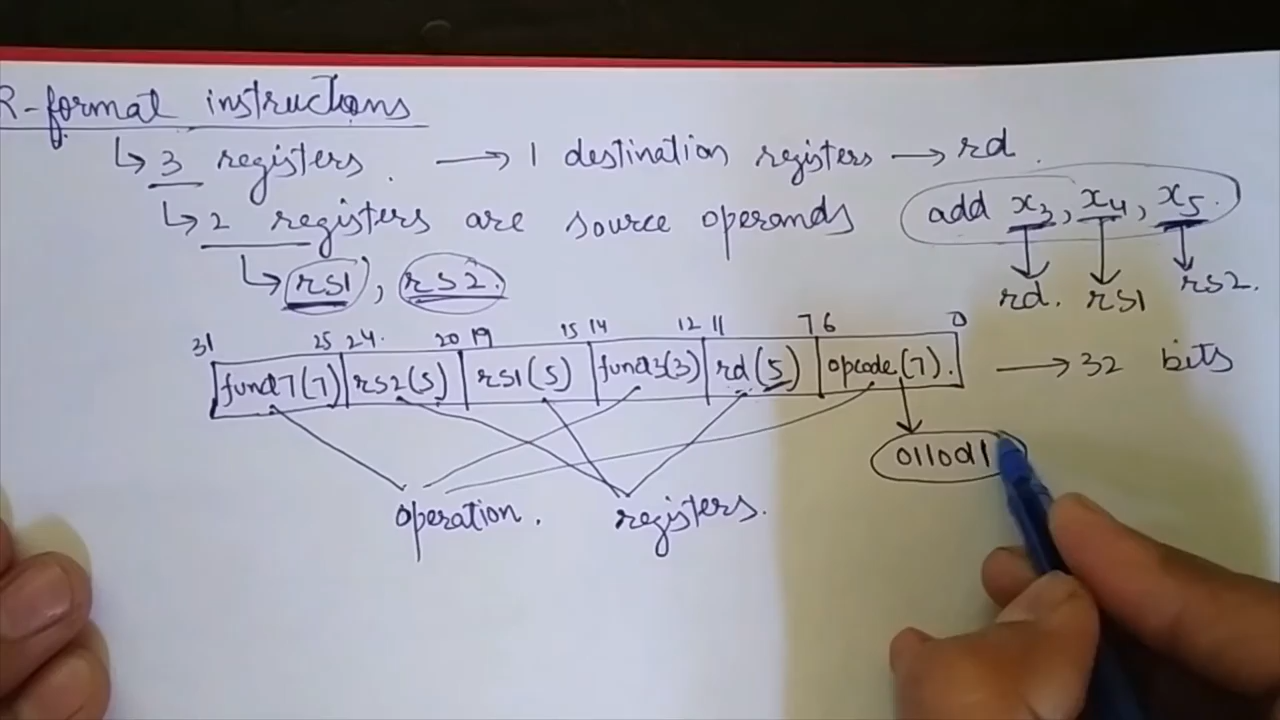 R-format instructions
↳ 3 registers. → 1 destination registers → rd.
↳ 2 registers are source operands
add x3, x4, x5.
↳ rs1, rs2.
rd. rs1 rs2.
31 25 24 20 19 15 14 12 11 7 6 0
funct7(7) rs2(5) rs1(5) funct3(3) rd(5) opcode(7). → 32 bits
0110011
operation. registers.